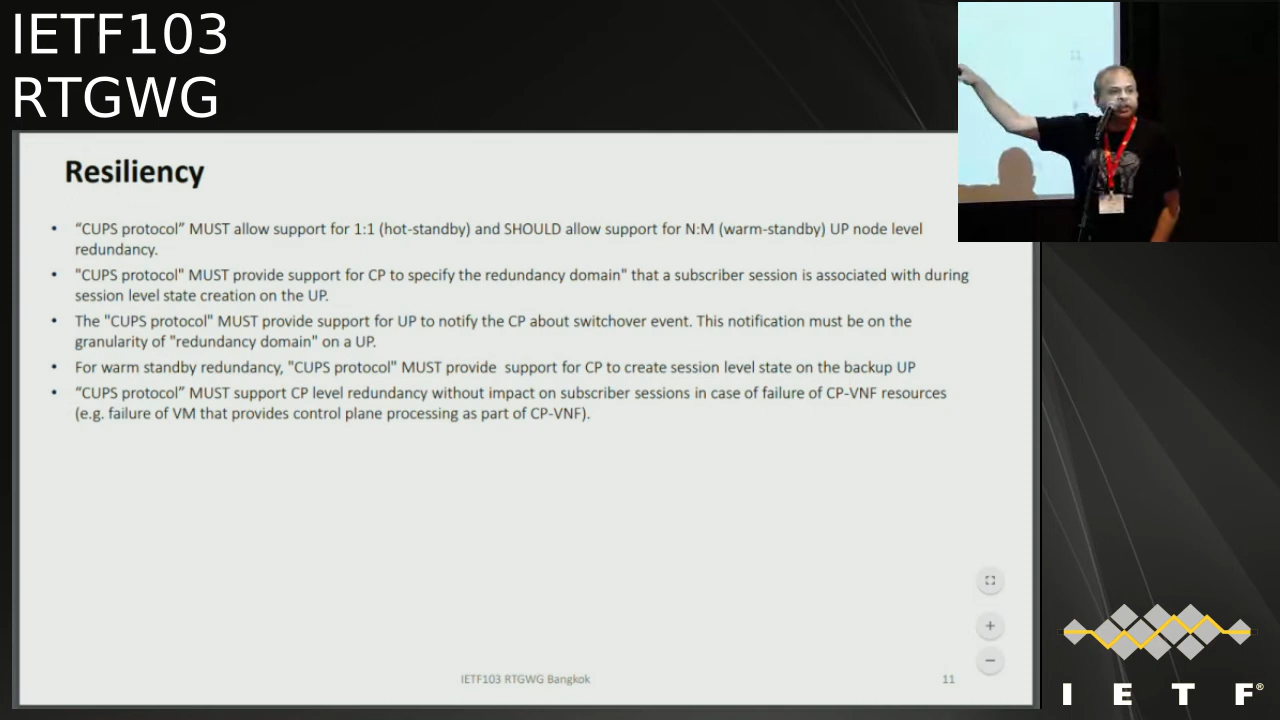 IETF103
RTGWG
Resiliency
• “CUPS protocol” MUST allow support for 1:1 (hot-standby) and SHOULD allow support for N:M (warm-standby) UP node level
redundancy.
• "CUPS protocol" MUST provide support for CP to specify the redundancy domain" that a subscriber session is associated with during
session level state creation on the UP.
• The "CUPS protocol" MUST provide support for UP to notify the CP about switchover event. This notification must be on the
granularity of "redundancy domain" on a UP.
• For warm standby redundancy, "CUPS protocol" MUST provide  support for CP to create session level state on the backup UP
• “CUPS protocol” MUST support CP level redundancy without impact on subscriber sessions in case of failure of CP-VNF resources
(e.g. failure of VM that provides control plane processing as part of CP-VNF).
IETF103 RTGWG Bangkok
11
I E T F®